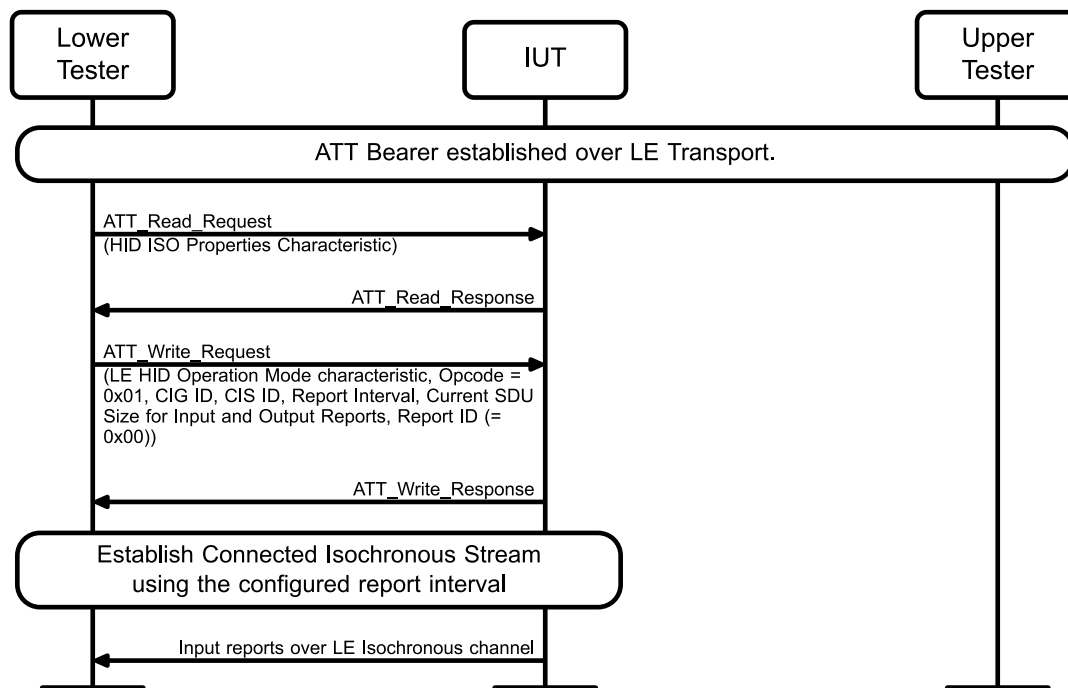 Lower
Tester
IUT
Upper
Tester
ATT Bearer established over LE Transport.
ATT_Read_Request
(HID ISO Properties Characteristic)
ATT_Read_Response
ATT_Write_Request
(LE HID Operation Mode characteristic, Opcode =
0x01, CIG ID, CIS ID, Report Interval, Current SDU
Size for Input and Output Reports, Report ID (=
0x00))
ATT_Write_Response
Establish Connected Isochronous Stream
using the configured report interval
Input reports over LE Isochronous channel